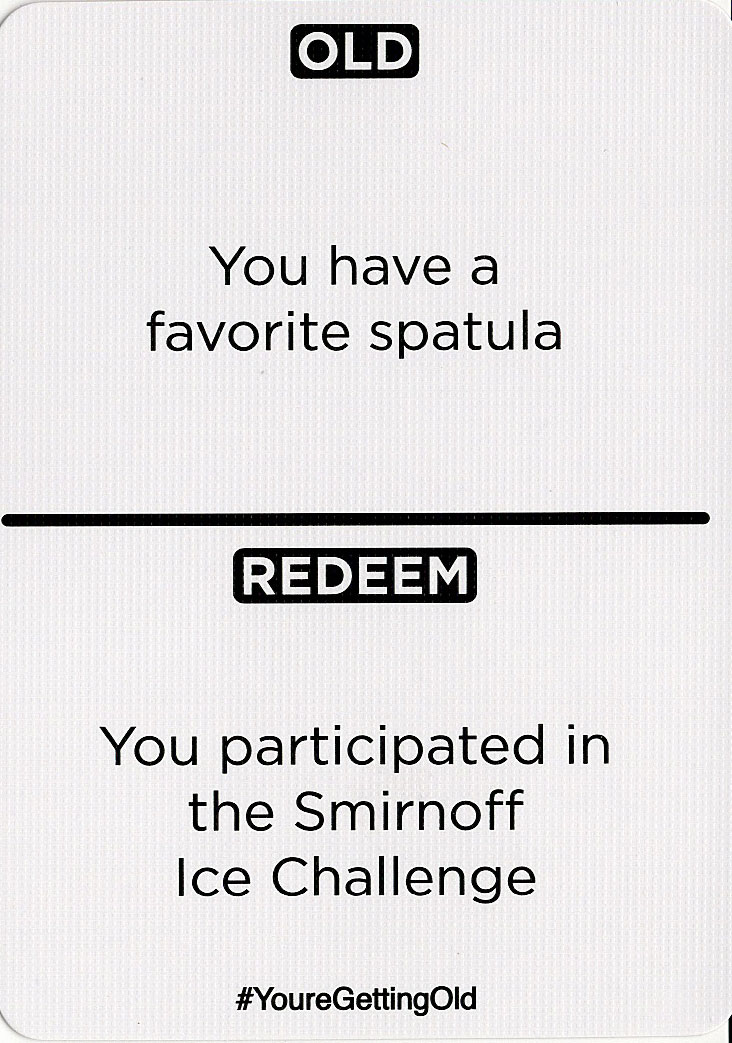 OLD
You have a
favorite spatula
REDEEM
You participated in
the Smirnoff
Ice Challenge
#YoureGettingOld